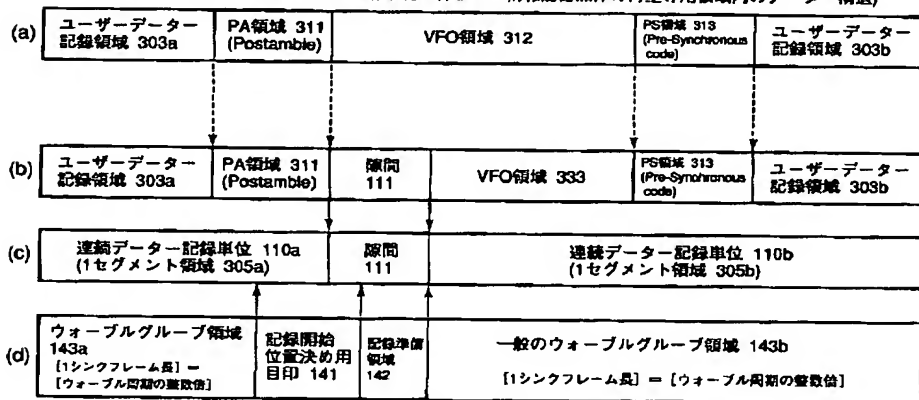 (a)
ユーザーデーター
記録領域 303a
PA領域 311
(Postamble)
VFO領域 312
PS領域 313
(Pre-Synchronous
code)
ユーザーデーター
記録領域 303b
(b)
ユーザーデーター
記録領域 303a
PA領域 311
(Postamble)
隙間
111
VFO領域 333
PS領域 313
(Pre-Synchronous
code)
ユーザーデーター
記録領域 303b
(c)
連続データー記録単位 110a
(1セグメント領域 305a)
隙間
111
連続データー記録単位 110b
(1セグメント領域 305b)
(d)
ウォーブルグルーブ領域
143a
[1シンクフレーム長] =
[ウォーブル周期の整数倍]
記録開始
位置決め用
目印 141
記録準備
領域
142
一般のウォーブルグルーブ領域 143b
[1シンクフレーム長] = [ウォーブル周期の整数倍]